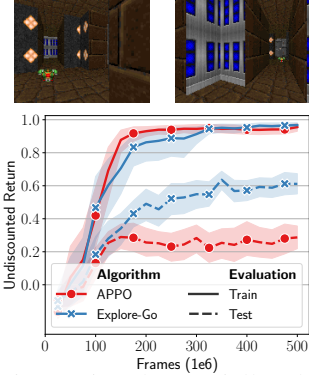 1.0
0.8
0.6
0.4
0.2
0.0
Undiscounted Return
Algorithm
APPO
Explore-Go
Evaluation
Train
Test
0 100 200 300 400 500
Frames (1e6)